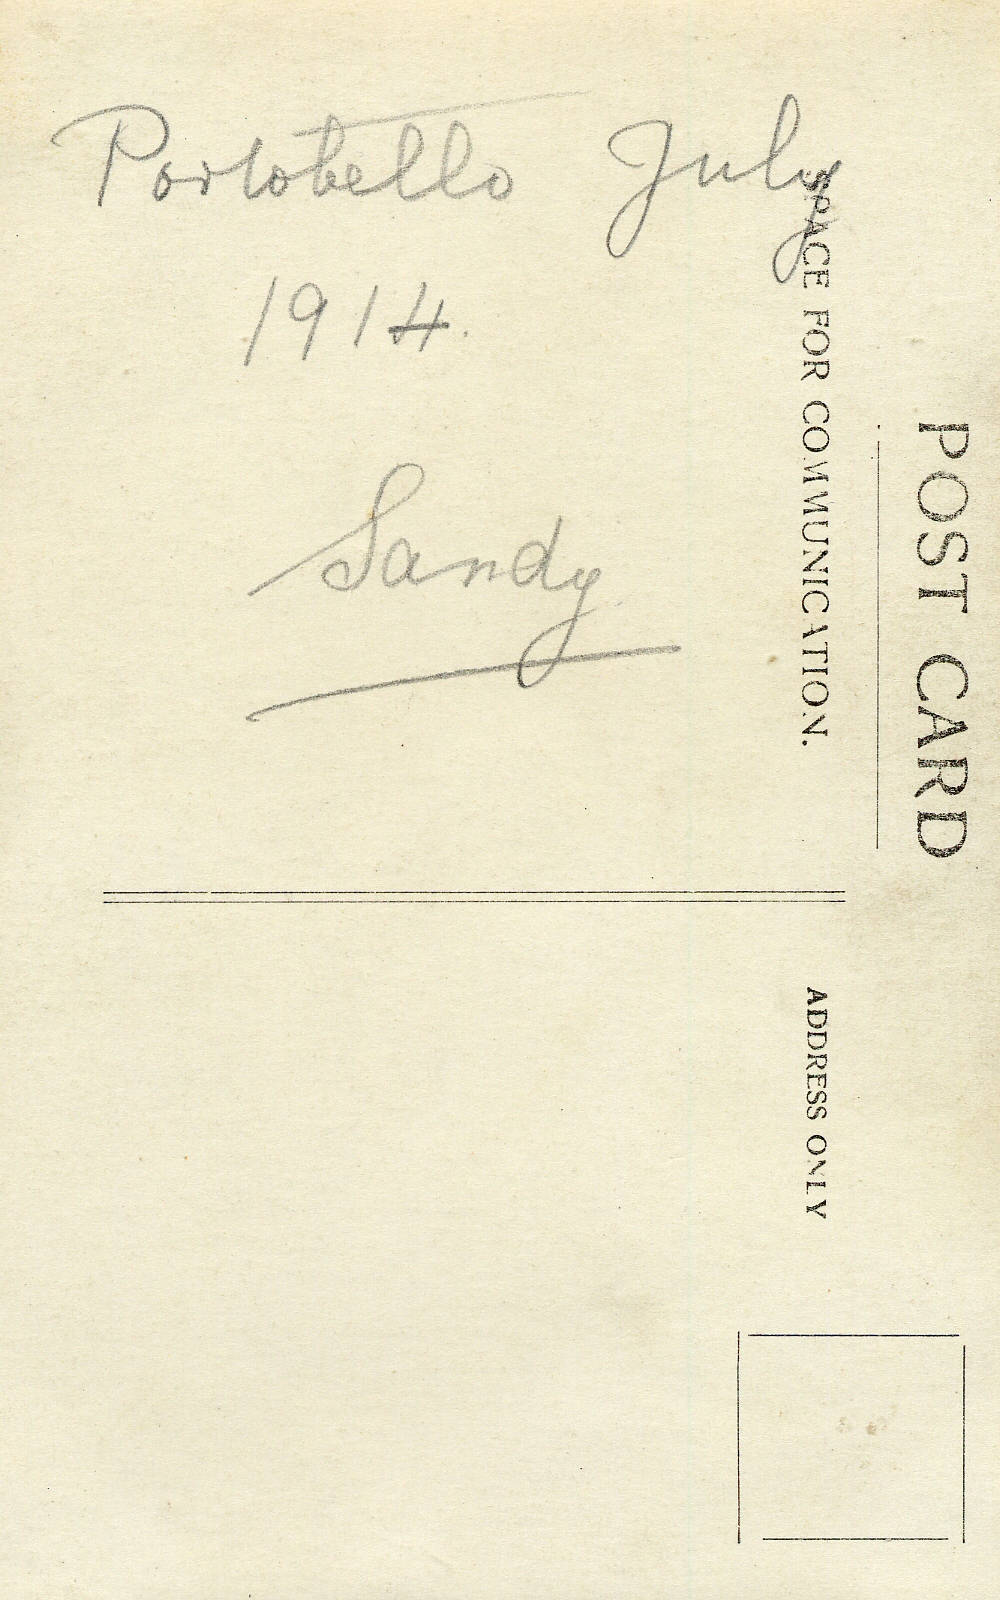 Portobello July
1914.
Sandy
POST CARD
SPACE FOR COMMUNICATION.
ADDRESS ONLY